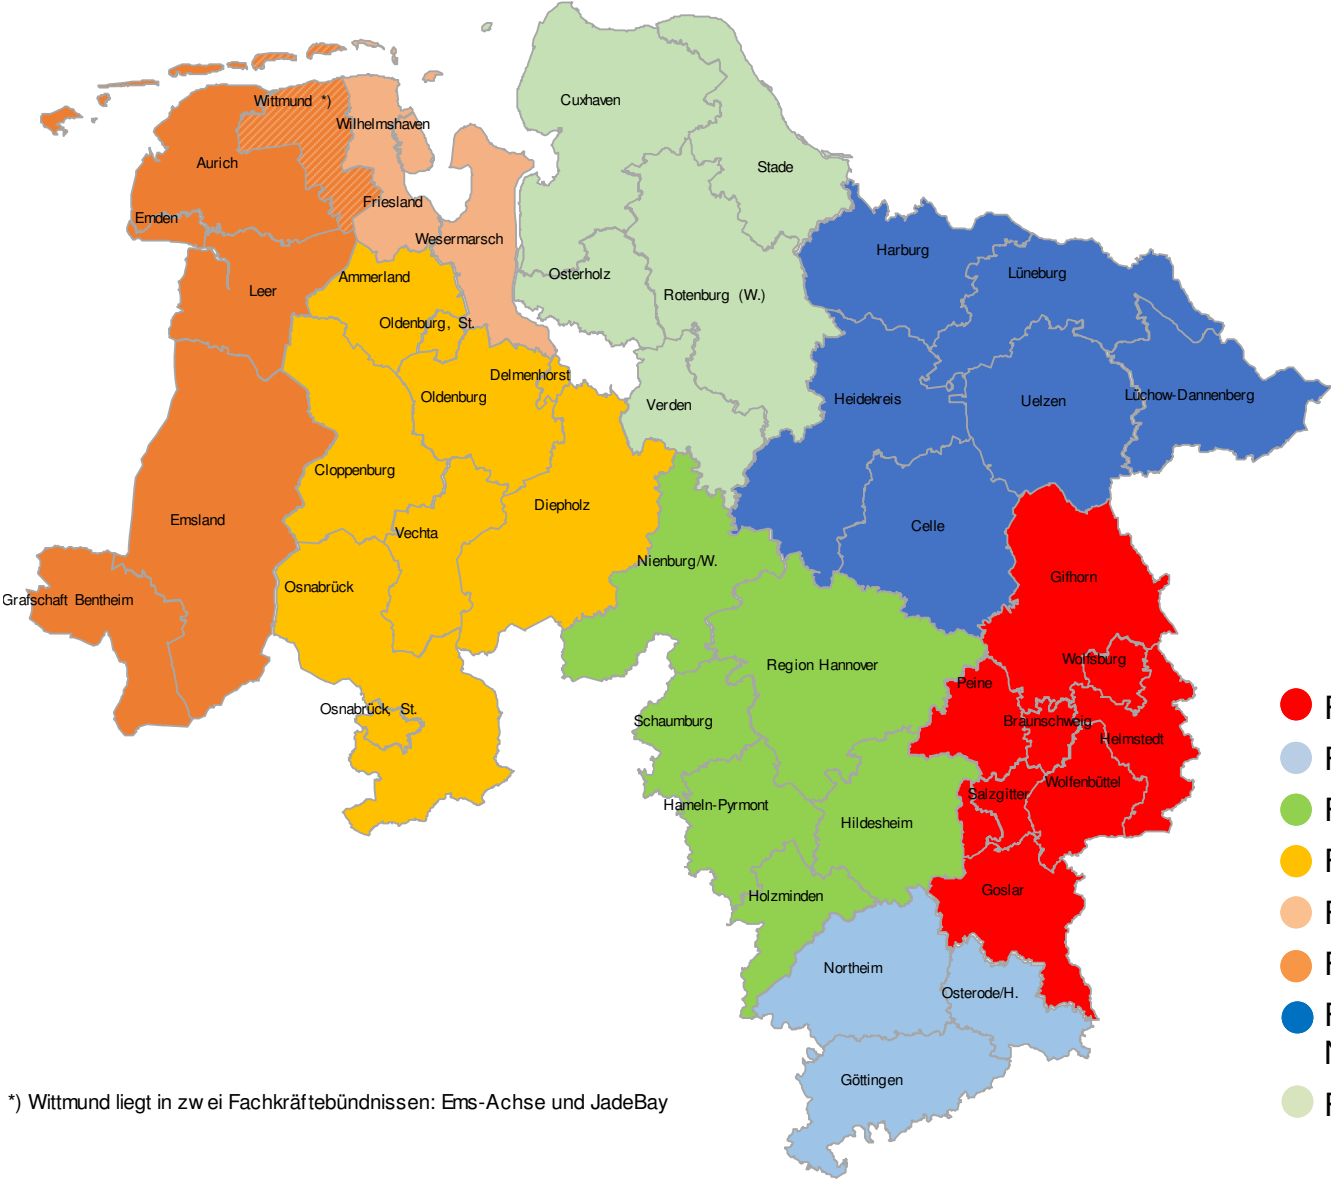 Cuxhaven
Wittmund *)
Wilhelmshaven
Aurich
Stade
Friesland
Emden
Wesermarsch
Harburg
Lüneburg
Ammerland
Osterholz
Leer
Rotenburg (W.)
Oldenburg, St.
Delmenhorst
Oldenburg
Verden
Heidekreis
Uelzen
Lüchow-Dannenberg
Cloppenburg
Diepholz
Emsland
Vechta
Celle
Nienburg/W.
Gifhorn
Osnabrück
Grafschaft Bentheim
Region Hannover
Wolfsburg
Peine
Osnabrück, St.
Schaumburg
Braunschweig
Helmstedt
Wolfenbüttel
Salzgitter
Hameln-Pyrmont
Hildesheim
Goslar
Holzminden
Northeim
Osterode/H.
Göttingen
*) Wittmund liegt in zwei Fachkräftebündnissen: Ems-Achse und JadeBay